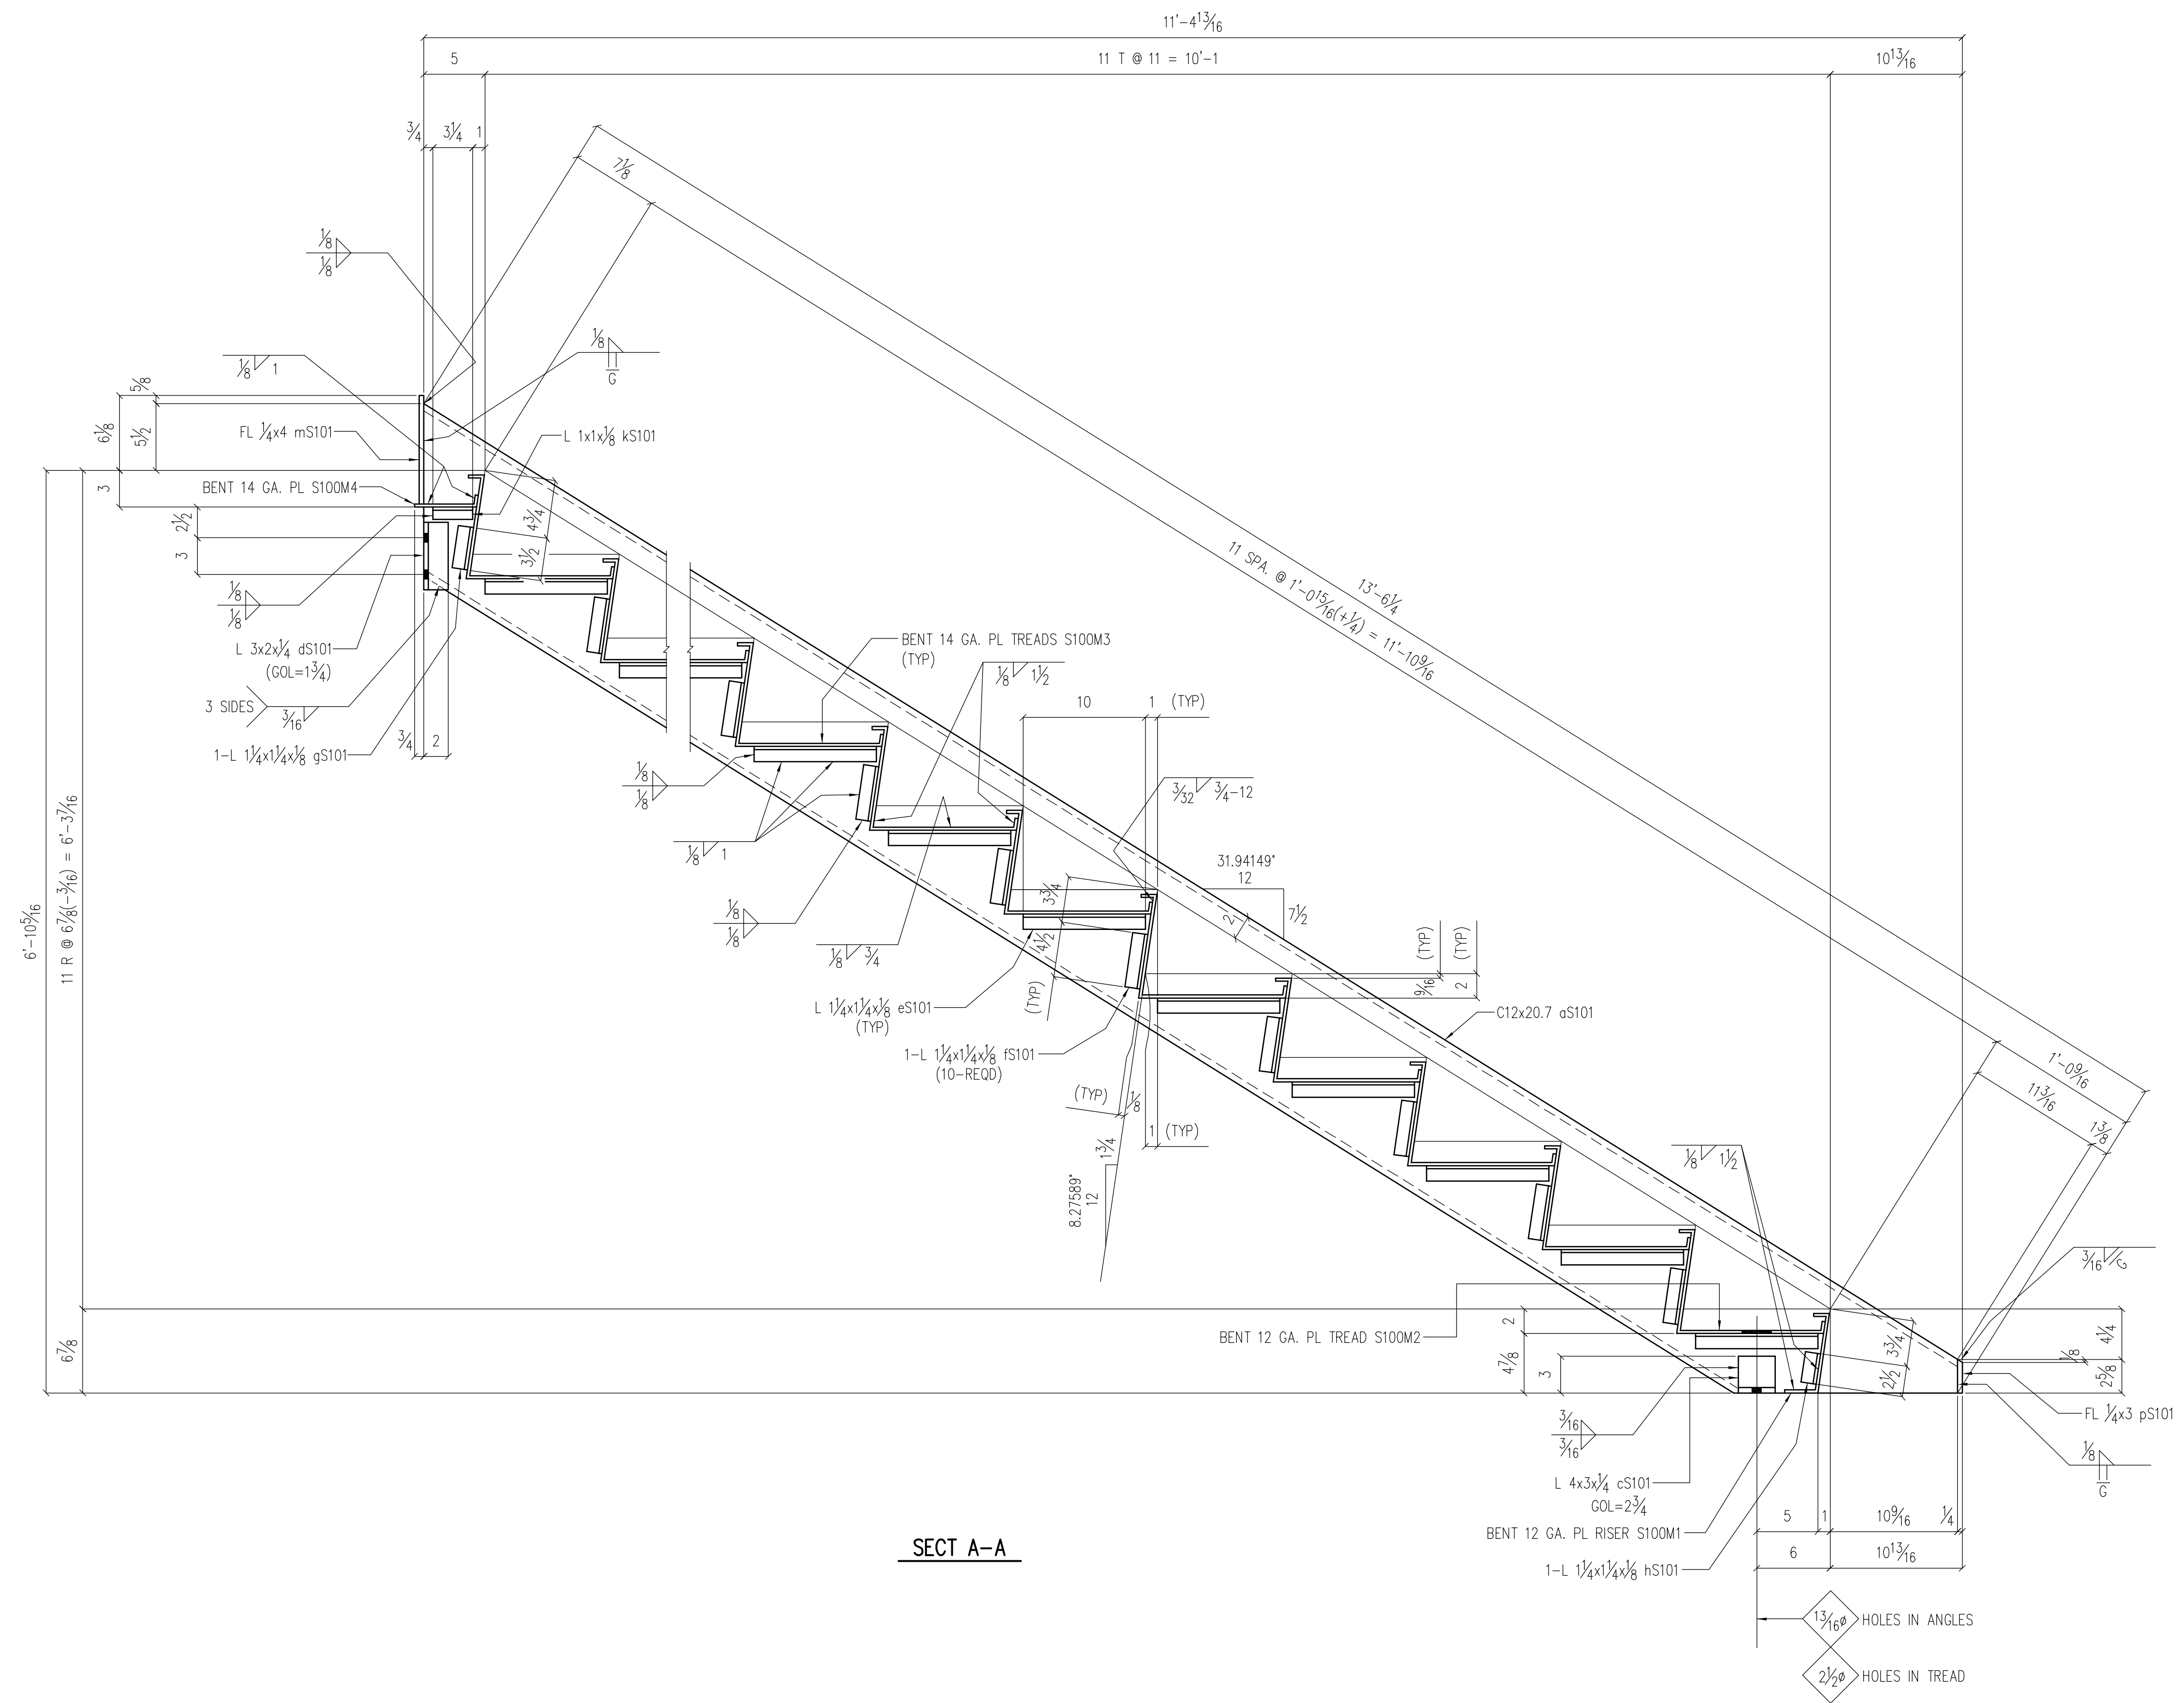 11'-4 13/16
5
11 T @ 11 = 10'-1
10 13/16
3/4
3 1/4
1
7 1/8
1/8
1/8
1/8
G
1/8
1
5/8
6 1/8
5 1/2
FL 1/4x4 mS101
L 1x1x1/8 kS101
3
BENT 14 GA. PL S100M4
4 3/4
2 1/2
3
3 1/2
11 SPA. @ 1'-0 15/16(+1/4) = 11'-10 9/16
13'-6 1/4
1/8
1/8
L 3x2x1/4 dS101
(GOL=1 3/4)
BENT 14 GA. PL TREADS S100M3
(TYP)
1/8
1 1/2
3 SIDES
3/16
10
1
(TYP)
3/4
2
1-L 1 1/4x1 1/4x1/8 gS101
1/8
1/8
3/32
3/4-12
6'-10 5/16
11 R @ 6 7/8(-3/16) = 6'-3 7/16
1/8
1
31.94149°
12
7 1/2
2
3 3/4
1/8
1/8
4 1/2
1/8
3/4
(TYP)
(TYP)
9/16
2
(TYP)
L 1 1/4x1 1/4x1/8 eS101
(TYP)
C12x20.7 aS101
1-L 1 1/4x1 1/4x1/8 fS101
(10-REQD)
(TYP)
1/8
1
(TYP)
1'-0 9/16
11 3/16
1 3/8
1 3/4
8.27589°
12
1/8
1 1/2
3/16
BENT 12 GA. PL TREAD S100M2
6 7/8
2
4 7/8
3
3 3/4
2 1/2
1/8
4 1/4
2 5/8
FL 1/4x3 pS101
3/16
3/16
1/8
G
L 4x3x1/4 cS101
GOL=2 3/4
BENT 12 GA. PL RISER S100M1
5
1
10 9/16
1/4
6
10 13/16
1-L 1 1/4x1 1/4x1/8 hS101
SECT A-A
13/16ø
HOLES IN ANGLES
2 1/2ø
HOLES IN TREAD